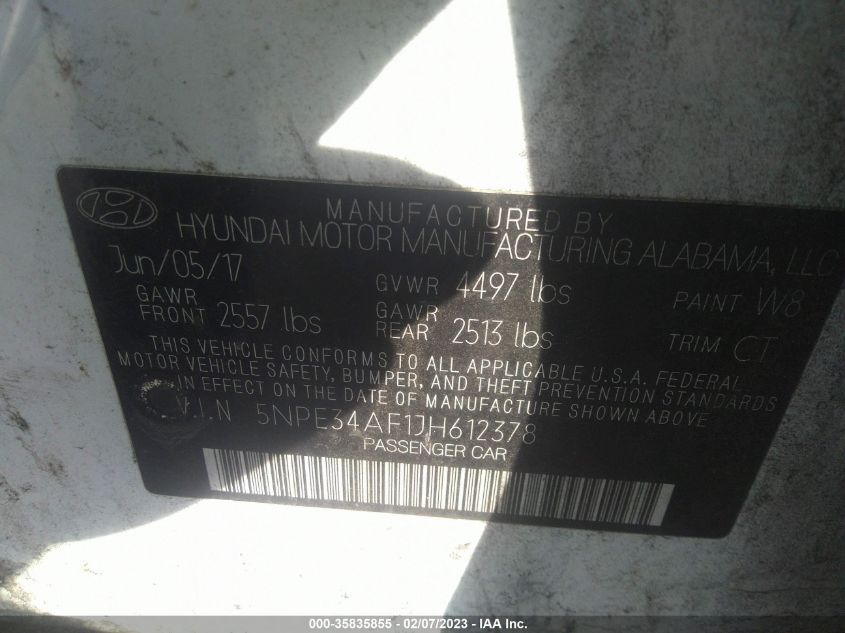 MANUFACTURED BY
HYUNDAI MOTOR MANUFACTURING ALABAMA, LLC
Jun/05/17 GVWR 4497 lbs PAINT W8
GAWR FRONT 2557 lbs GAWR REAR 2513 lbs TRIM CT
THIS VEHICLE CONFORMS TO ALL APPLICABLE U.S.A. FEDERAL
MOTOR VEHICLE SAFETY, BUMPER, AND THEFT PREVENTION STANDARDS
IN EFFECT ON THE DATE OF MANUFACTURE SHOWN ABOVE
V.I.N 5NPE34AF1JH612378
PASSENGER CAR
000-35835855 — 02/07/2023 — IAA Inc.